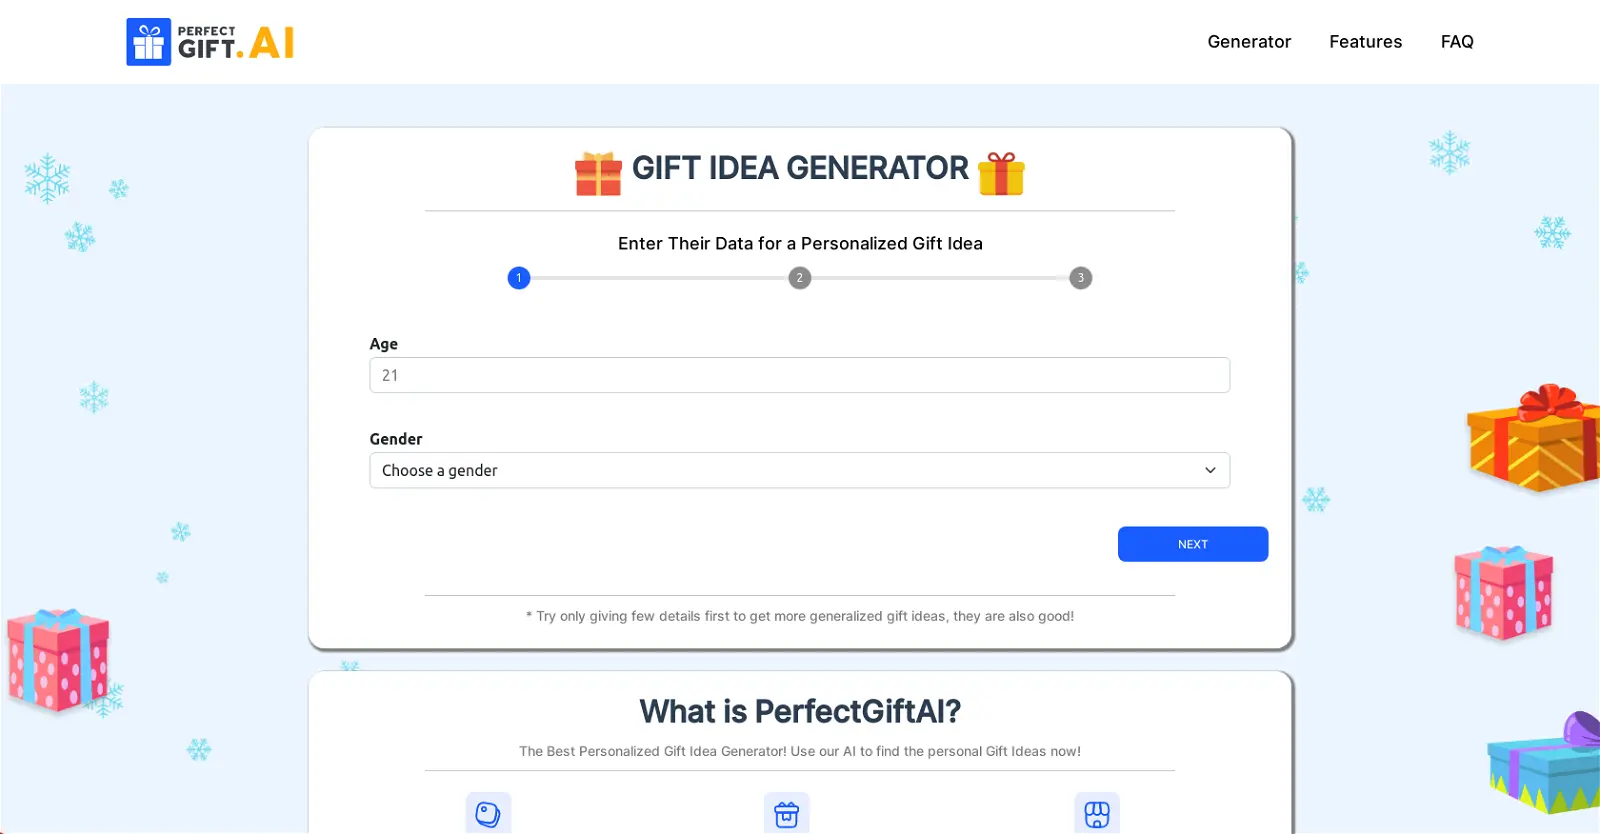 PERFECT
GIFT.AI
Generator
Features
FAQ
GIFT IDEA GENERATOR
Enter Their Data for a Personalized Gift Idea
1
2
3
Age
21
Gender
Choose a gender
NEXT
* Try only giving few details first to get more generalized gift ideas, they are also good!
What is PerfectGiftAI?
The Best Personalized Gift Idea Generator! Use our AI to find the personal Gift Ideas now!